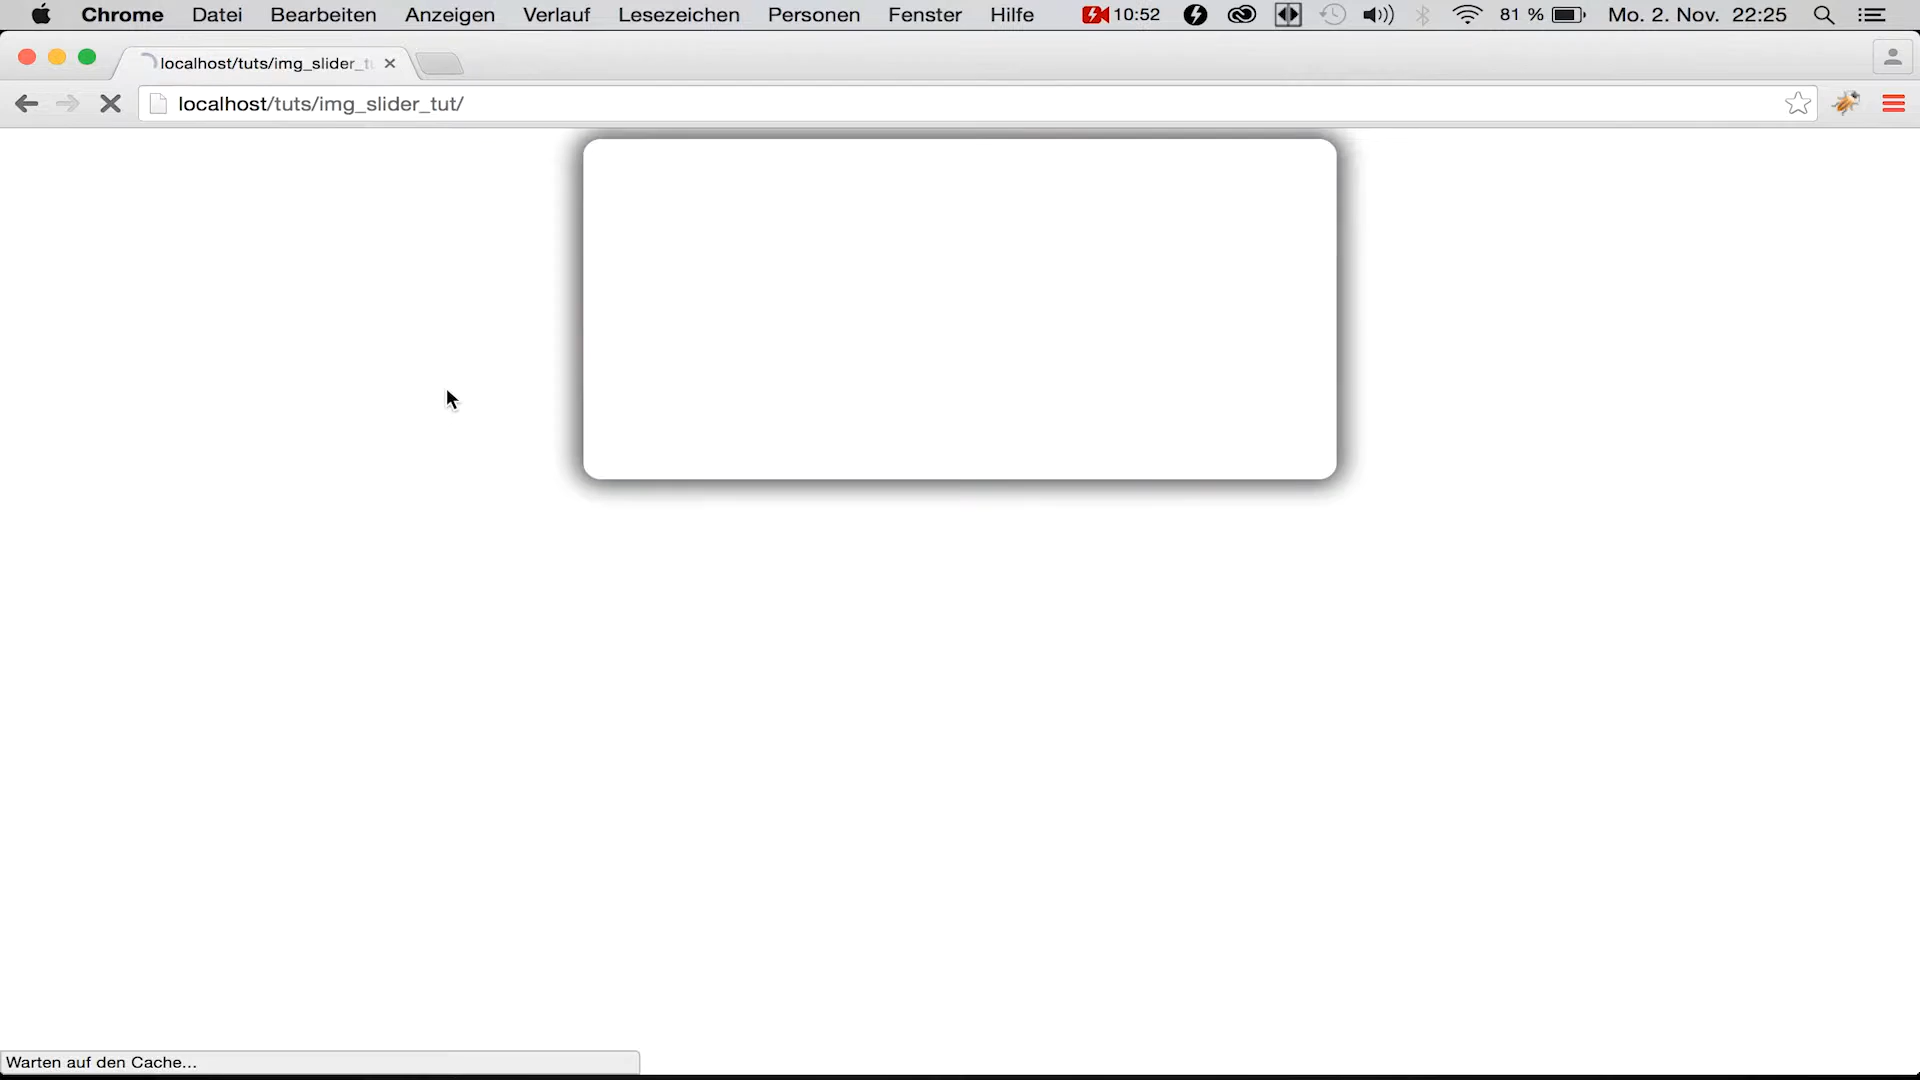 Chrome Datei Bearbeiten Anzeigen Verlauf Lesezeichen Personen Fenster Hilfe 10:52 81 % Mo. 2. Nov. 22:25
localhost/tuts/img_slider_t
localhost/tuts/img_slider_tut/
Warten auf den Cache...